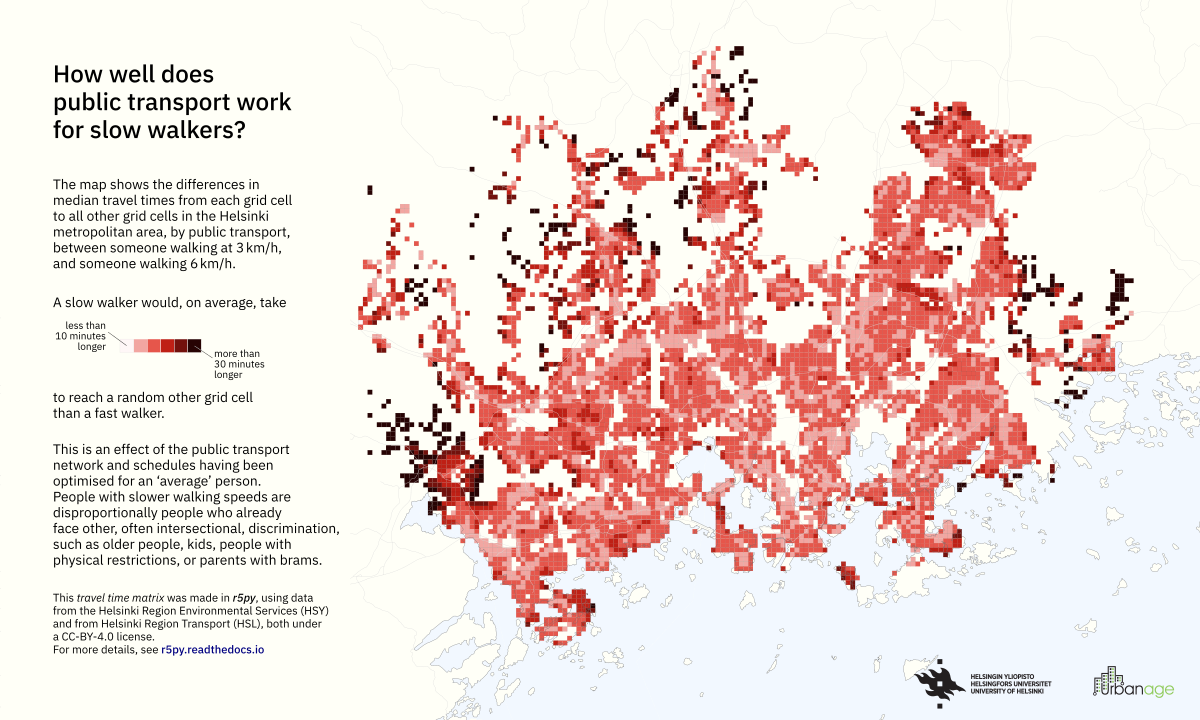 How well does
public transport work
for slow walkers?
The map shows the differences in
median travel times from each grid cell
to all other grid cells in the Helsinki
metropolitan area, by public transport,
between someone walking at 3 km/h,
and someone walking 6 km/h.
A slow walker would, on average, take
less than
10 minutes
longer
more than
30 minutes
longer
to reach a random other grid cell
than a fast walker.
This is an effect of the public transport
network and schedules having been
optimised for an ‘average’ person.
People with slower walking speeds are
disproportionally people who already
face other, often intersectional, discrimination,
such as older people, kids, people with
physical restrictions, or parents with brams.
This travel time matrix was made in r5py, using data
from the Helsinki Region Environmental Services (HSY)
and from Helsinki Region Transport (HSL), both under
a CC-BY-4.0 license.
For more details, see r5py.readthedocs.io
HELSINGIN YLIOPISTO
HELSINGFORS UNIVERSITET
UNIVERSITY OF HELSINKI
Urbanage